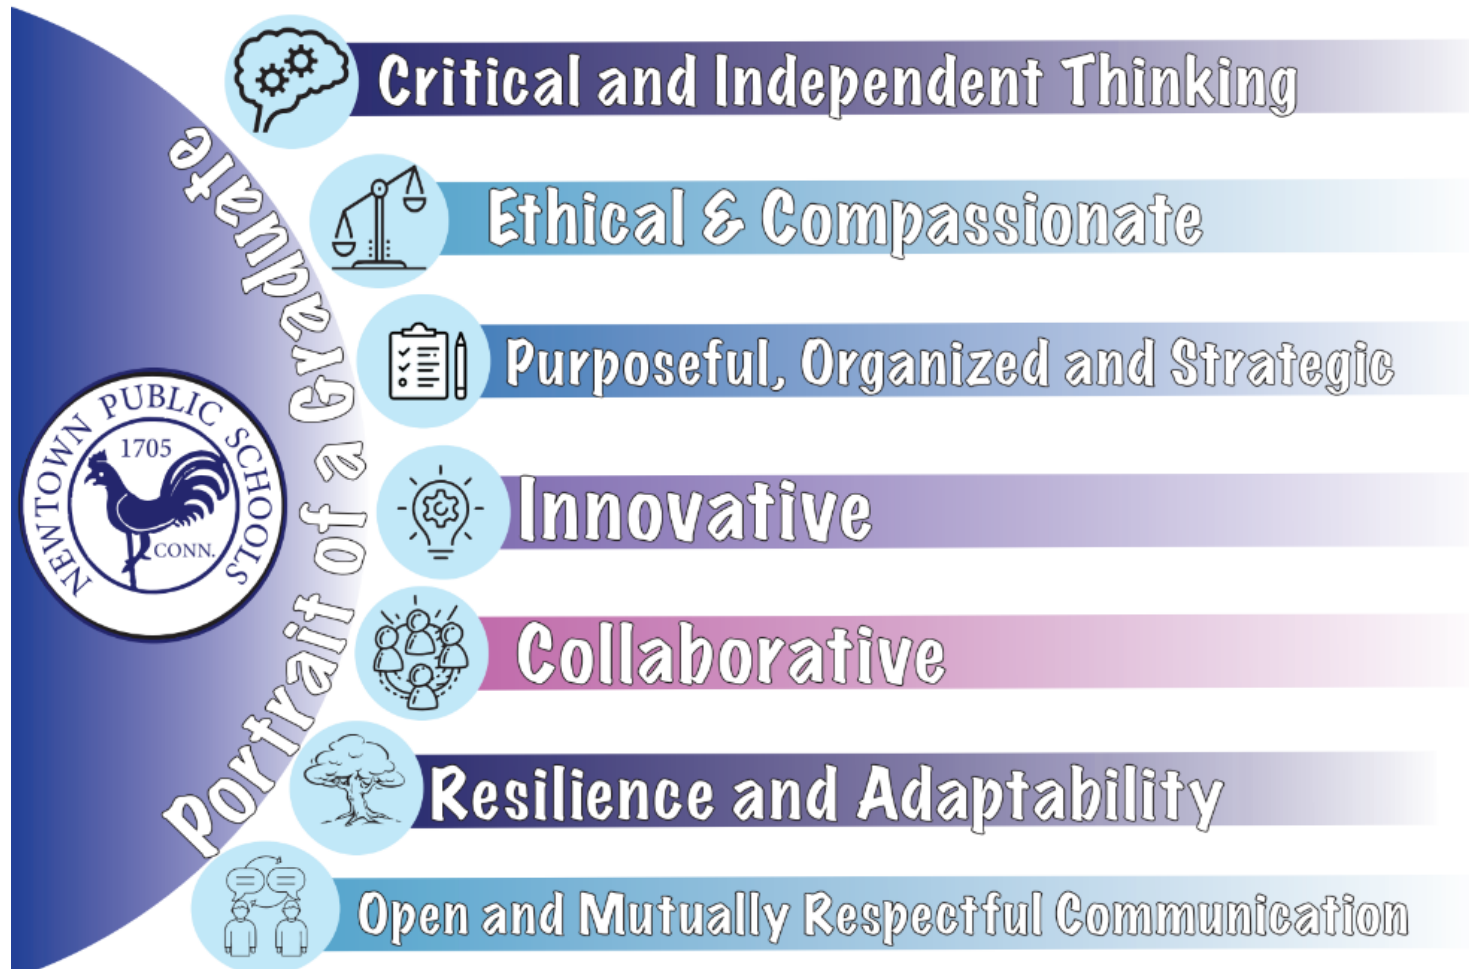 Critical and Independent Thinking
Ethical & Compassionate
Purposeful, Organized and Strategic
Innovative
Collaborative
Resilience and Adaptability
Open and Mutually Respectful Communication
Portrait of a Graduate
NEWTOWN PUBLIC SCHOOLS
1705
CONN.